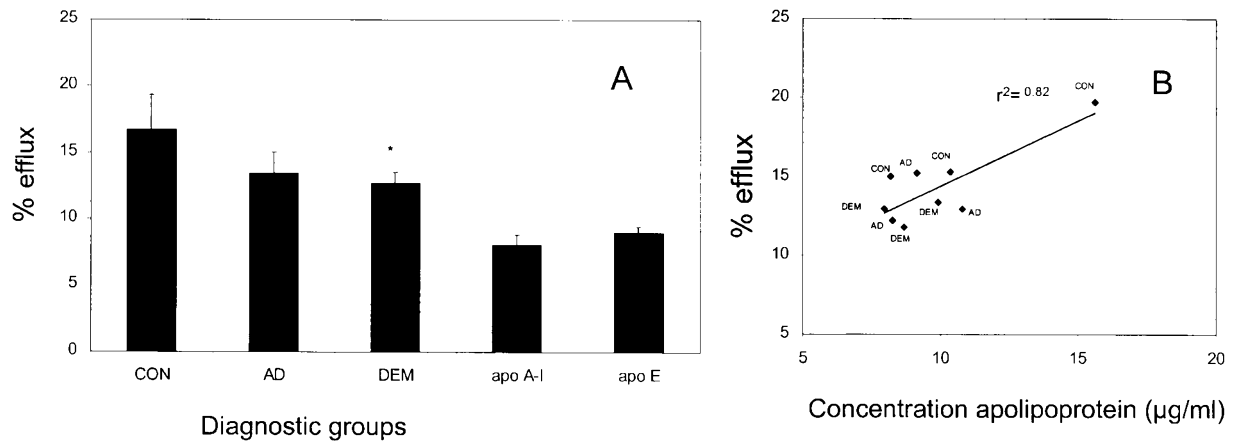 25
20
15
10
5
0
% efflux
A
*
CON AD DEM apo A-I apo E
Diagnostic groups
25
20
15
10
5
% efflux
B
r2= 0.82
CON
CON AD CON
DEM DEM AD
AD DEM
5 10 15 20
Concentration apolipoprotein (µg/ml)